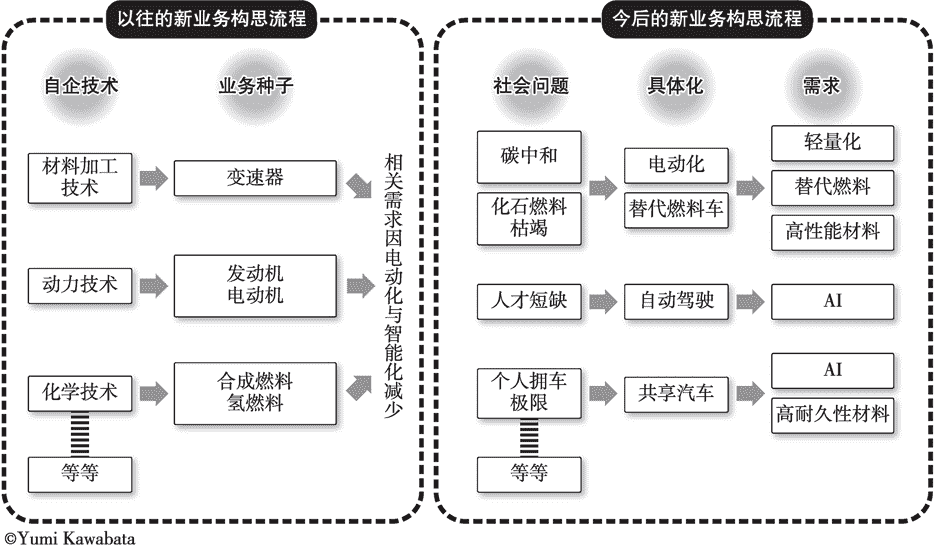 以往的新业务构思流程
自企技术
业务种子
材料加工
技术
变速器
动力技术
发动机
电动机
化学技术
合成燃料
氢燃料
等等
相关需求因电动化与智能化减少
今后的新业务构思流程
社会问题
具体化
需求
碳中和
化石燃料
枯竭
电动化
替代燃料车
轻量化
替代燃料
高性能材料
人才短缺
自动驾驶
AI
个人拥车
极限
共享汽车
AI
高耐久性材料
等等
©Yumi Kawabata